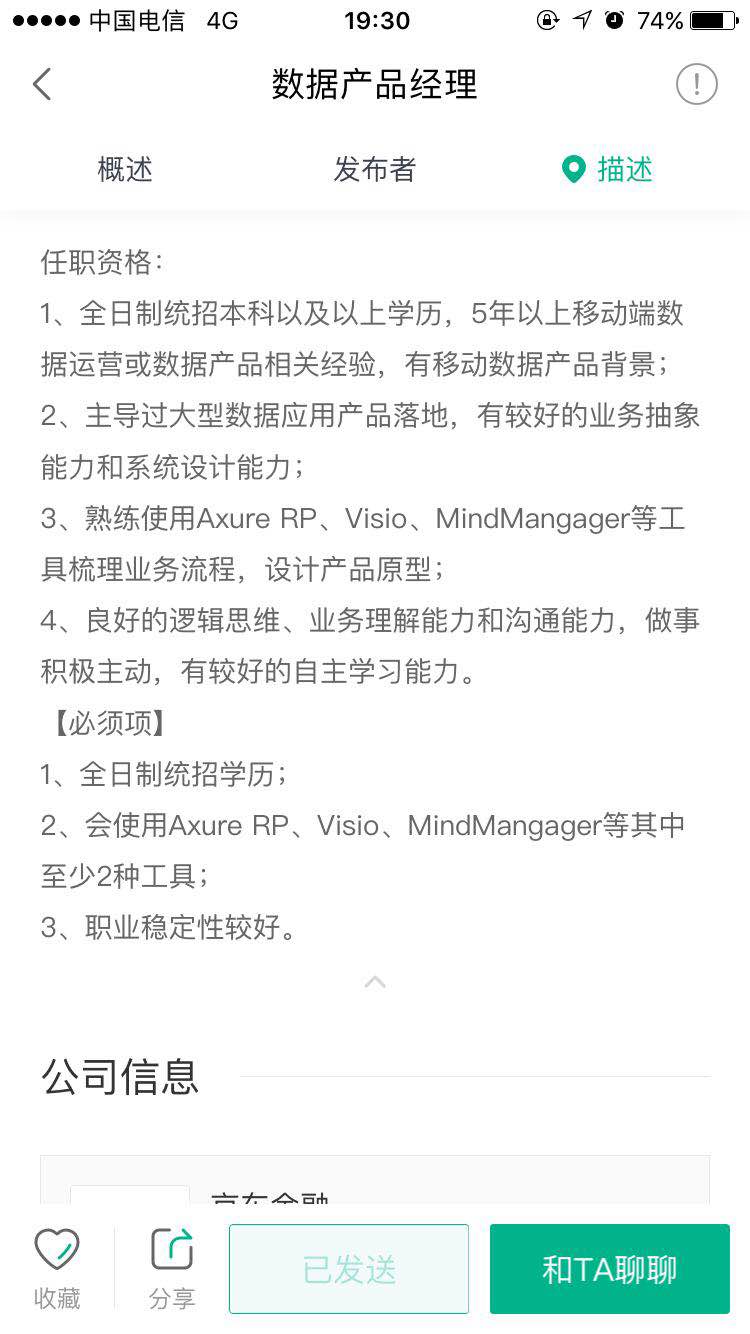 中国电信 4G 19:30 74%
数据产品经理
概述 发布者 描述
任职资格：
1、全日制统招本科以及以上学历，5年以上移动端数
据运营或数据产品相关经验，有移动数据产品背景；
2、主导过大型数据应用产品落地，有较好的业务抽象
能力和系统设计能力；
3、熟练使用Axure RP、Visio、MindMangager等工
具梳理业务流程，设计产品原型；
4、良好的逻辑思维、业务理解能力和沟通能力，做事
积极主动，有较好的自主学习能力。
【必须项】
1、全日制统招学历；
2、会使用Axure RP、Visio、MindMangager等其中
至少2种工具；
3、职业稳定性较好。
公司信息
京东金融
收藏 分享 已发送 和TA聊聊